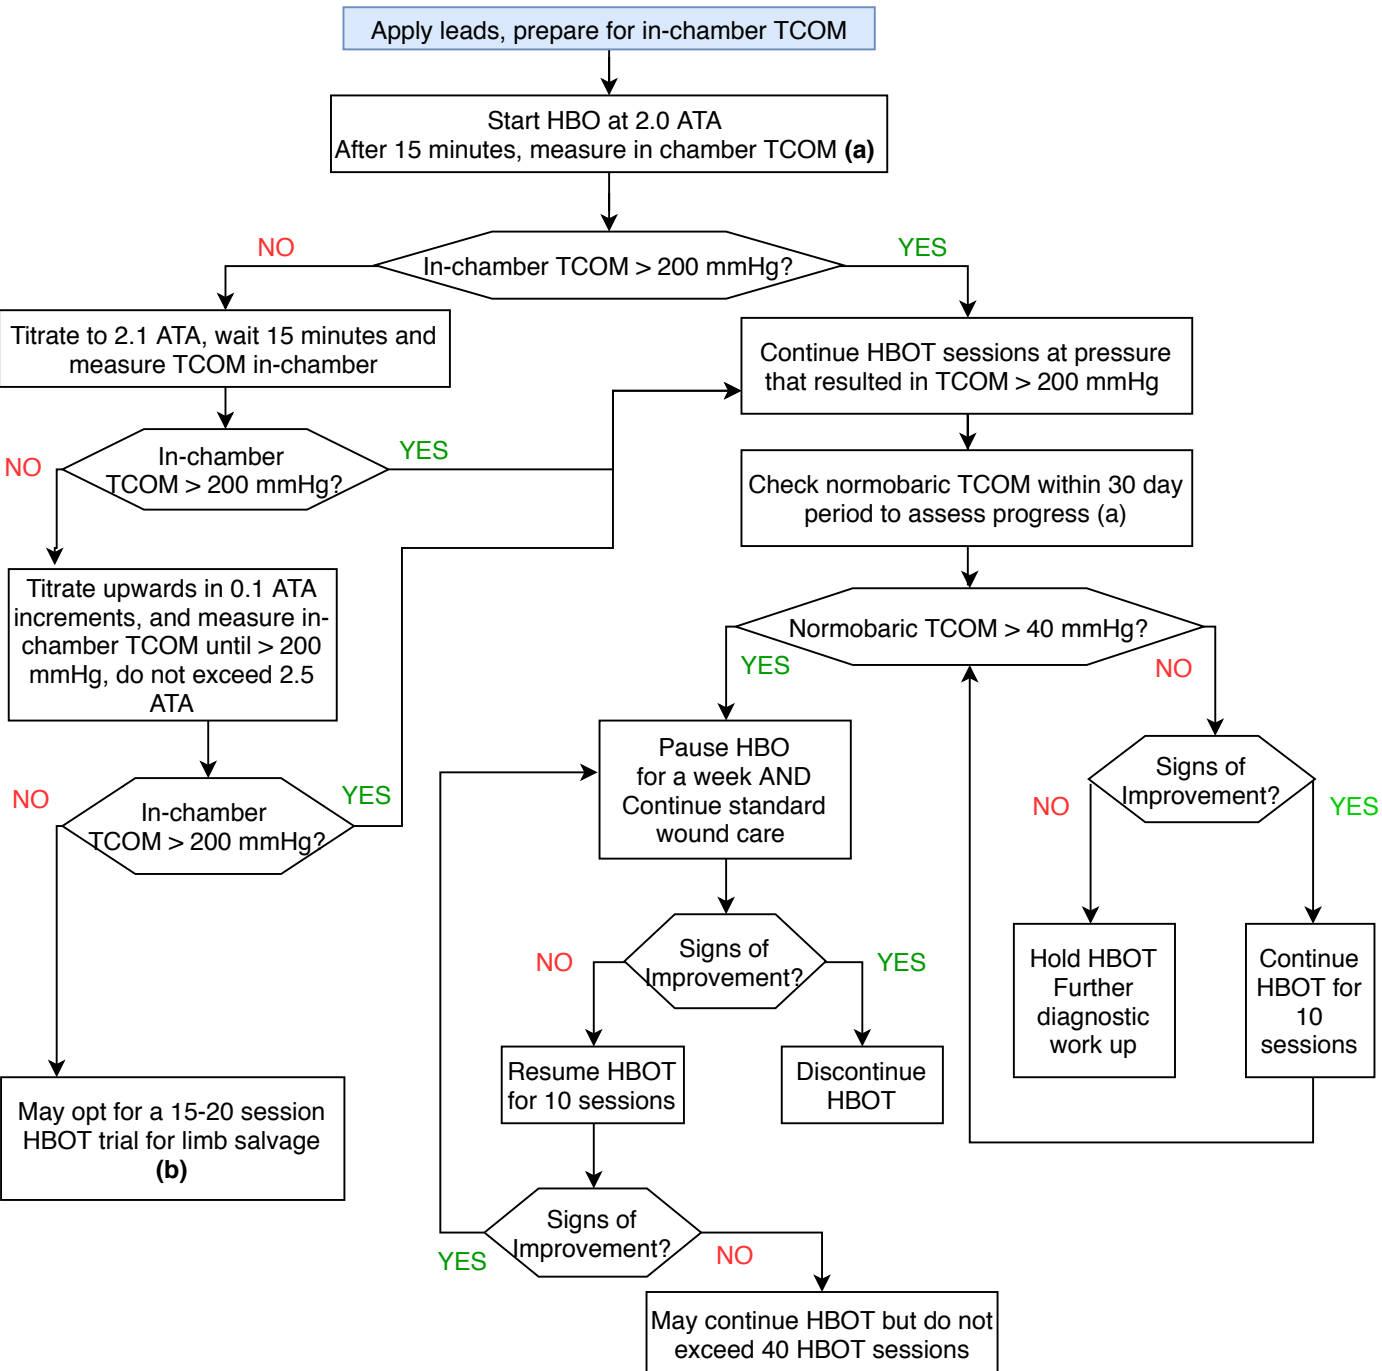 Apply leads, prepare for in-chamber TCOM
Start HBO at 2.0 ATA
After 15 minutes, measure in chamber TCOM (a)
In-chamber TCOM > 200 mmHg?
NO
YES
Titrate to 2.1 ATA, wait 15 minutes and
measure TCOM in-chamber
Continue HBOT sessions at pressure
that resulted in TCOM > 200 mmHg
In-chamber
TCOM > 200 mmHg?
NO
YES
Check normobaric TCOM within 30 day
period to assess progress (a)
Titrate upwards in 0.1 ATA
increments, and measure in-
chamber TCOM until > 200
mmHg, do not exceed 2.5
ATA
Normobaric TCOM > 40 mmHg?
YES
NO
In-chamber
TCOM > 200 mmHg?
NO
YES
Pause HBO
for a week AND
Continue standard
wound care
Signs of
Improvement?
NO
YES
Signs of
Improvement?
NO
YES
Hold HBOT
Further
diagnostic
work up
Continue
HBOT for
10
sessions
Resume HBOT
for 10 sessions
Discontinue
HBOT
May opt for a 15-20 session
HBOT trial for limb salvage
(b)
Signs of
Improvement?
YES
NO
May continue HBOT but do not
exceed 40 HBOT sessions